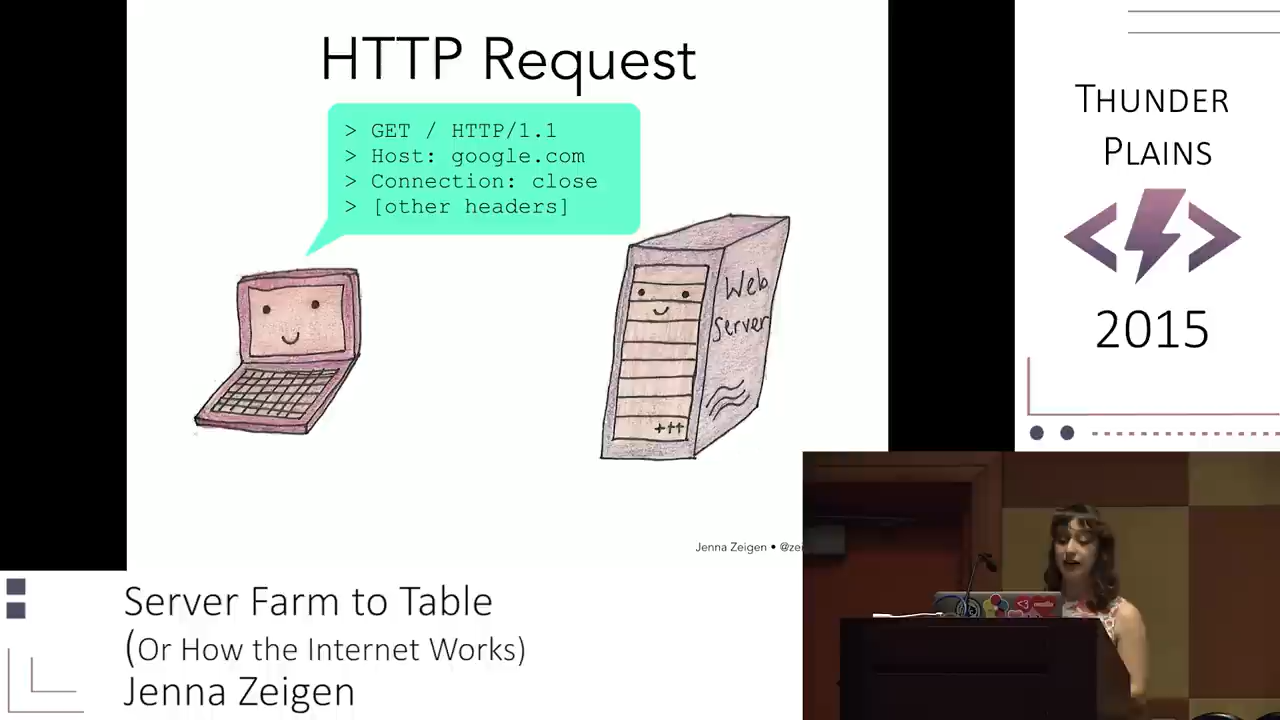 HTTP Request
> GET / HTTP/1.1
> Host: google.com
> Connection: close
> [other headers]
Web
Server
Jenna Zeigen • @zei
THUNDER
PLAINS
2015
Server Farm to Table
(Or How the Internet Works)
Jenna Zeigen